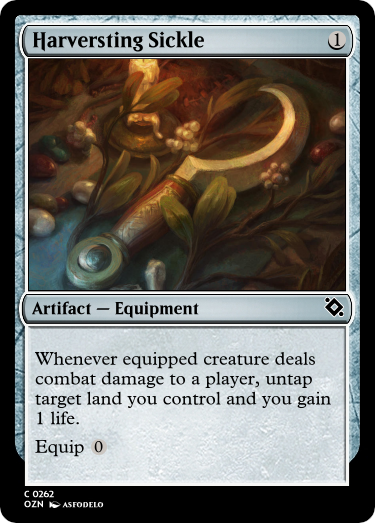 Harversting Sickle 1
Artifact — Equipment
Whenever equipped creature deals
combat damage to a player, untap
target land you control and you gain
1 life.
Equip 0
C 0262
OZN ASFODELO